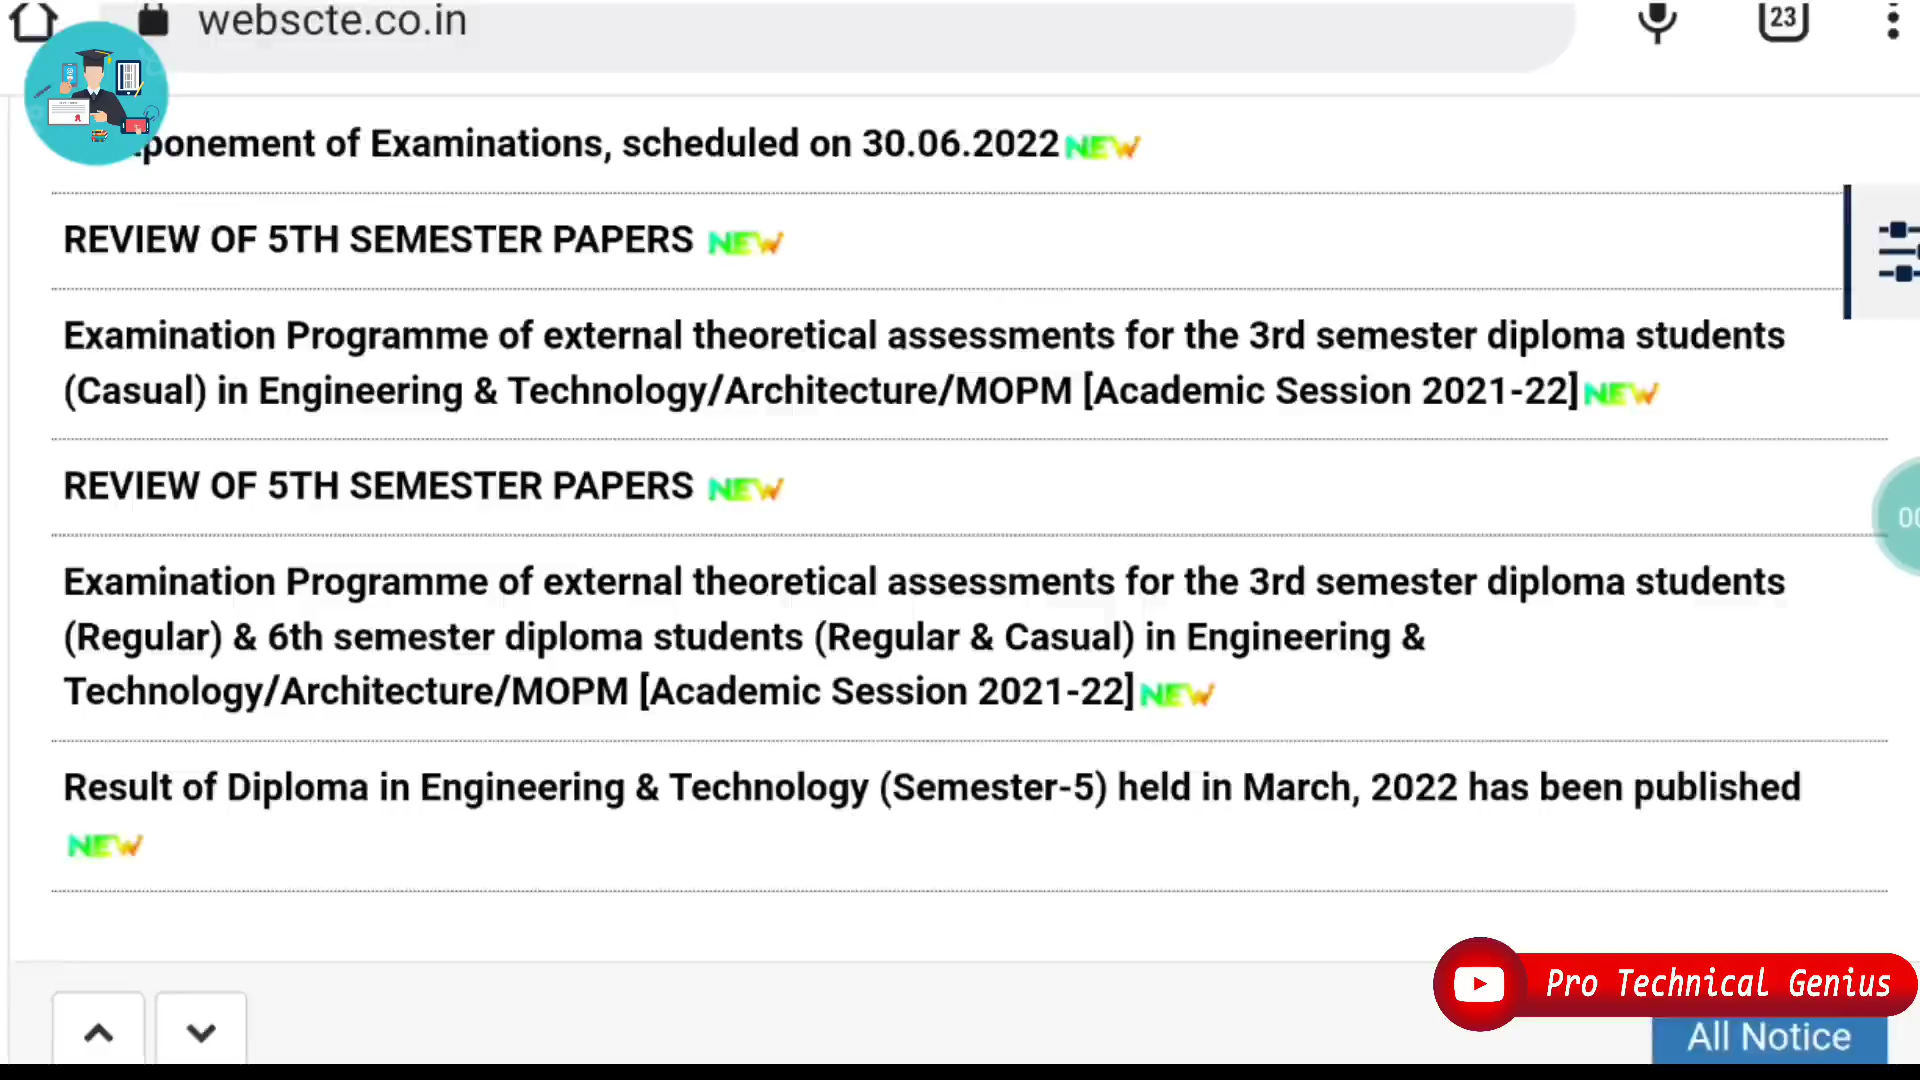 webscte.co.in
23
ponement of Examinations, scheduled on 30.06.2022 NEW
REVIEW OF 5TH SEMESTER PAPERS NEW
Examination Programme of external theoretical assessments for the 3rd semester diploma students
(Casual) in Engineering & Technology/Architecture/MOPM [Academic Session 2021-22] NEW
REVIEW OF 5TH SEMESTER PAPERS NEW
Examination Programme of external theoretical assessments for the 3rd semester diploma students
(Regular) & 6th semester diploma students (Regular & Casual) in Engineering &
Technology/Architecture/MOPM [Academic Session 2021-22] NEW
Result of Diploma in Engineering & Technology (Semester-5) held in March, 2022 has been published
NEW
Pro Technical Genius
All Notice